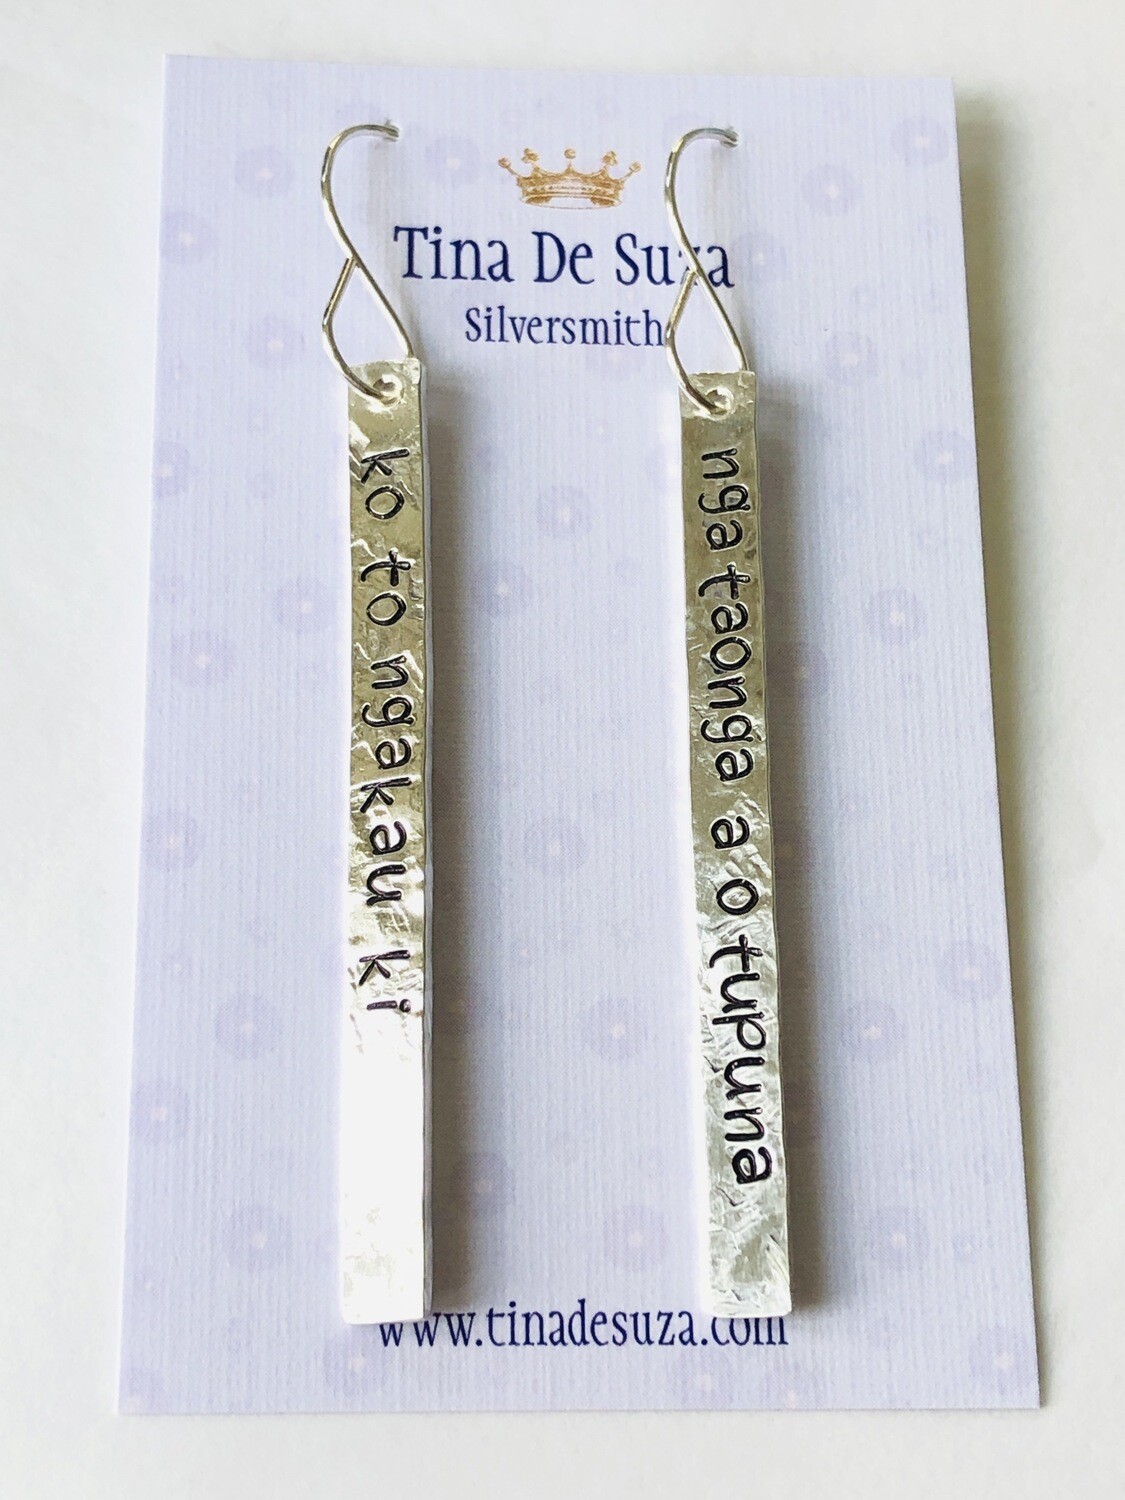 Tina De Suza
Silversmith
ko to ngakau ki
nga taonga a o tupuna
www.tinadesuza.com